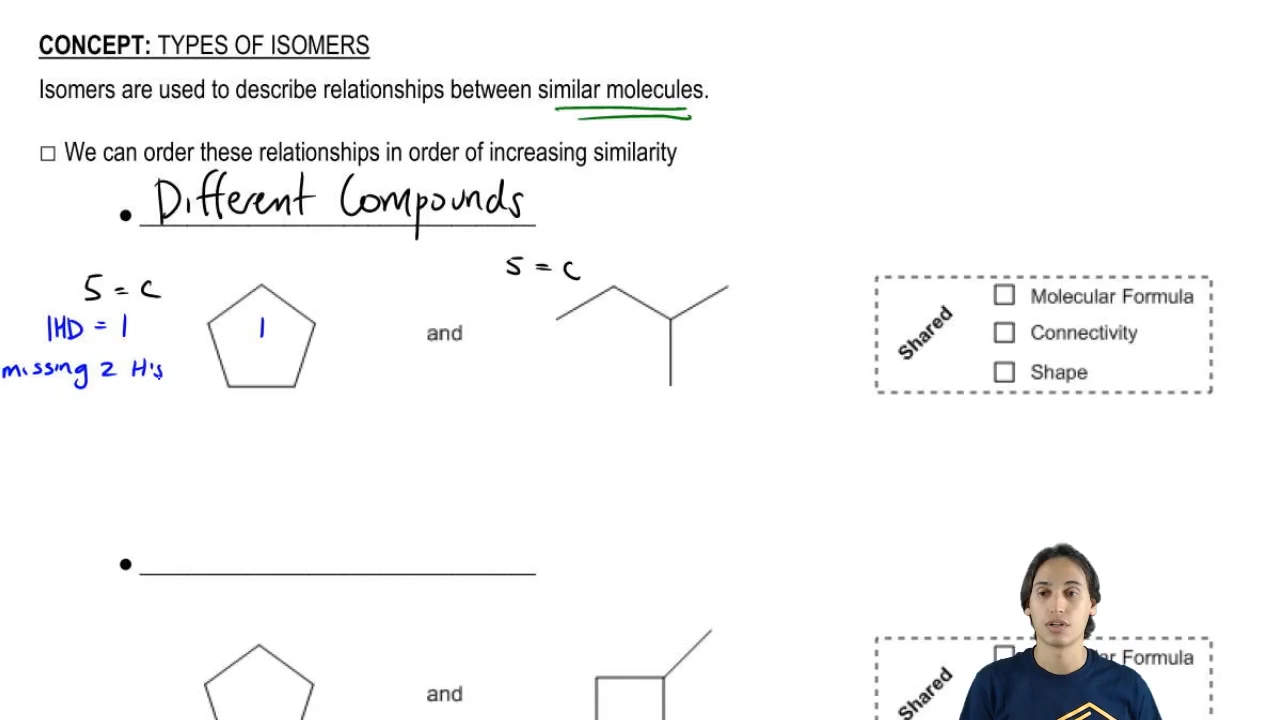 CONCEPT: TYPES OF ISOMERS
Isomers are used to describe relationships between similar molecules.
□ We can order these relationships in order of increasing similarity
• Different Compounds
5 = C
5 = C
IHD = 1
1
missing 2 H's
and
Shared
□ Molecular Formula
□ Connectivity
□ Shape
•
and
Shared
Formula